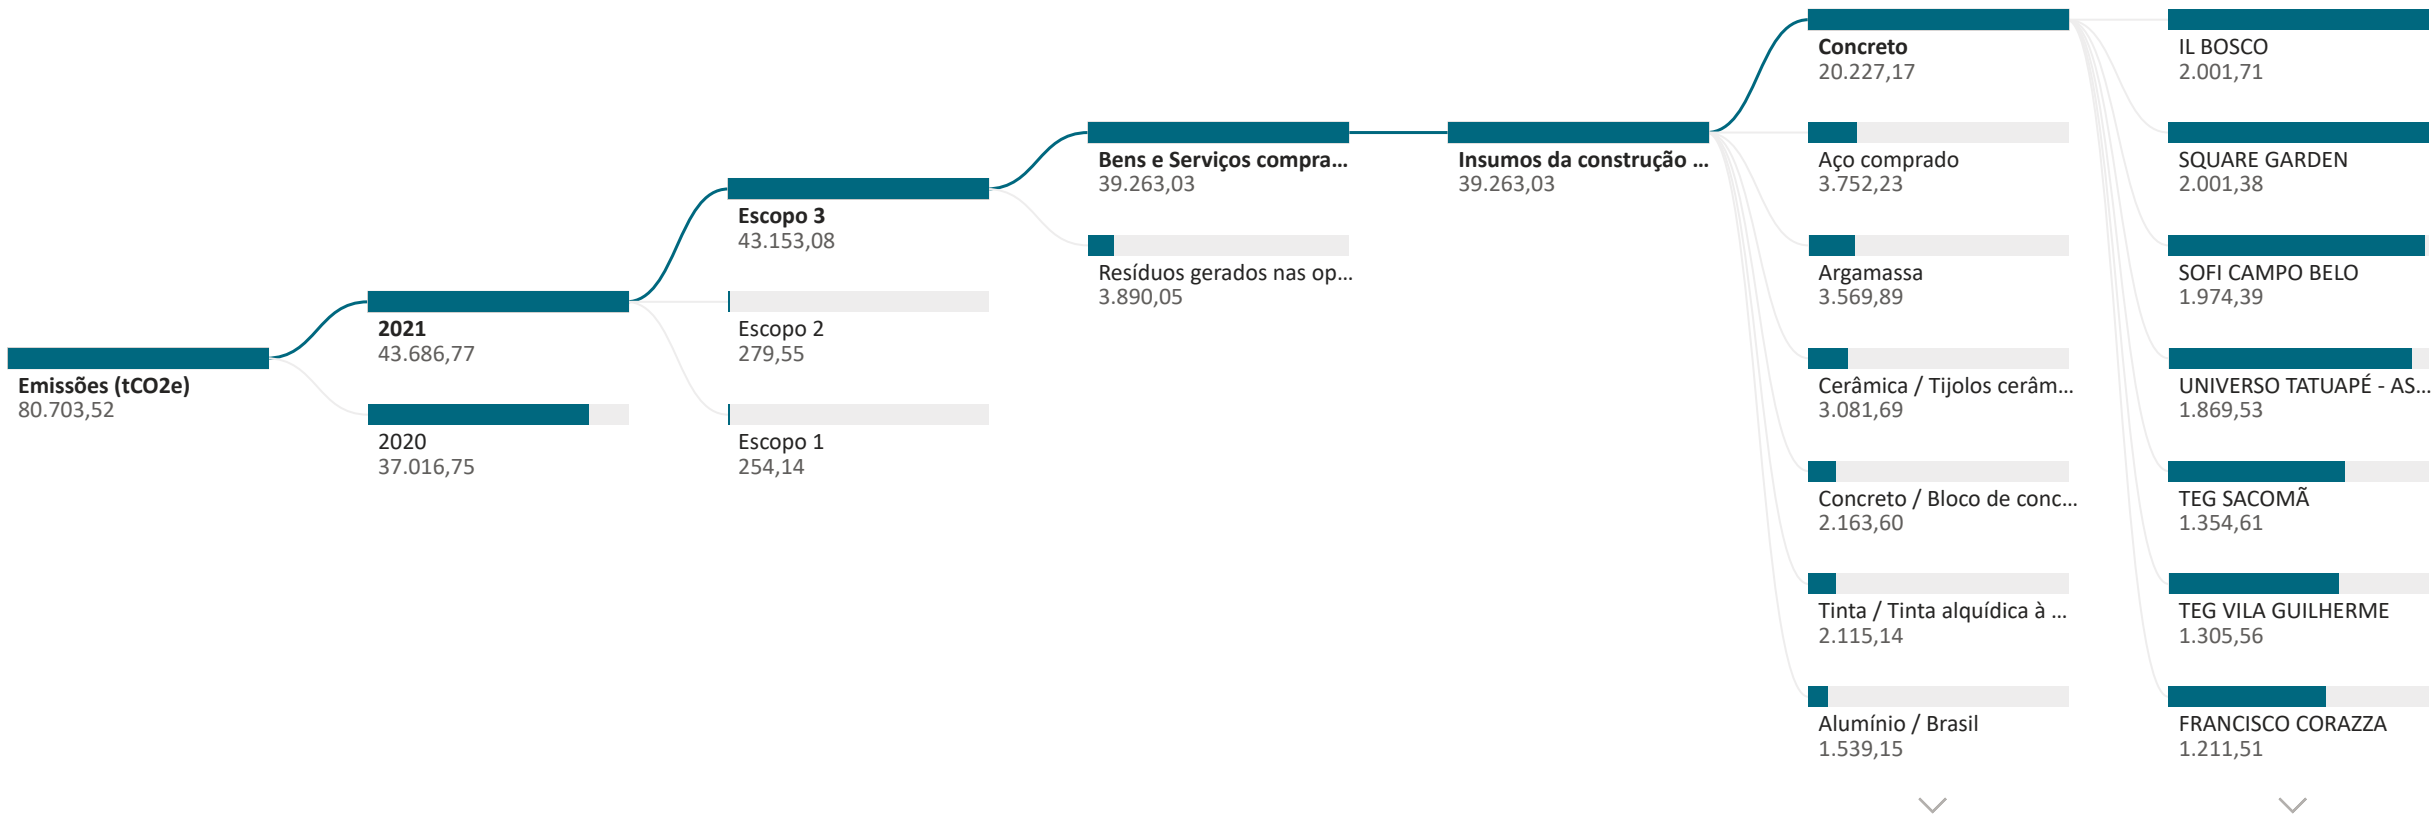 Emissões (tCO2e)
80.703,52
2021
43.686,77
2020
37.016,75
Escopo 3
43.153,08
Escopo 2
279,55
Escopo 1
254,14
Bens e Serviços compra...
39.263,03
Resíduos gerados nas op...
3.890,05
Insumos da construção ...
39.263,03
Concreto
20.227,17
Aço comprado
3.752,23
Argamassa
3.569,89
Cerâmica / Tijolos cerâm...
3.081,69
Concreto / Bloco de conc...
2.163,60
Tinta / Tinta alquídica à ...
2.115,14
Alumínio / Brasil
1.539,15
IL BOSCO
2.001,71
SQUARE GARDEN
2.001,38
SOFI CAMPO BELO
1.974,39
UNIVERSO TATUAPÉ - AS...
1.869,53
TEG SACOMÃ
1.354,61
TEG VILA GUILHERME
1.305,56
FRANCISCO CORAZZA
1.211,51